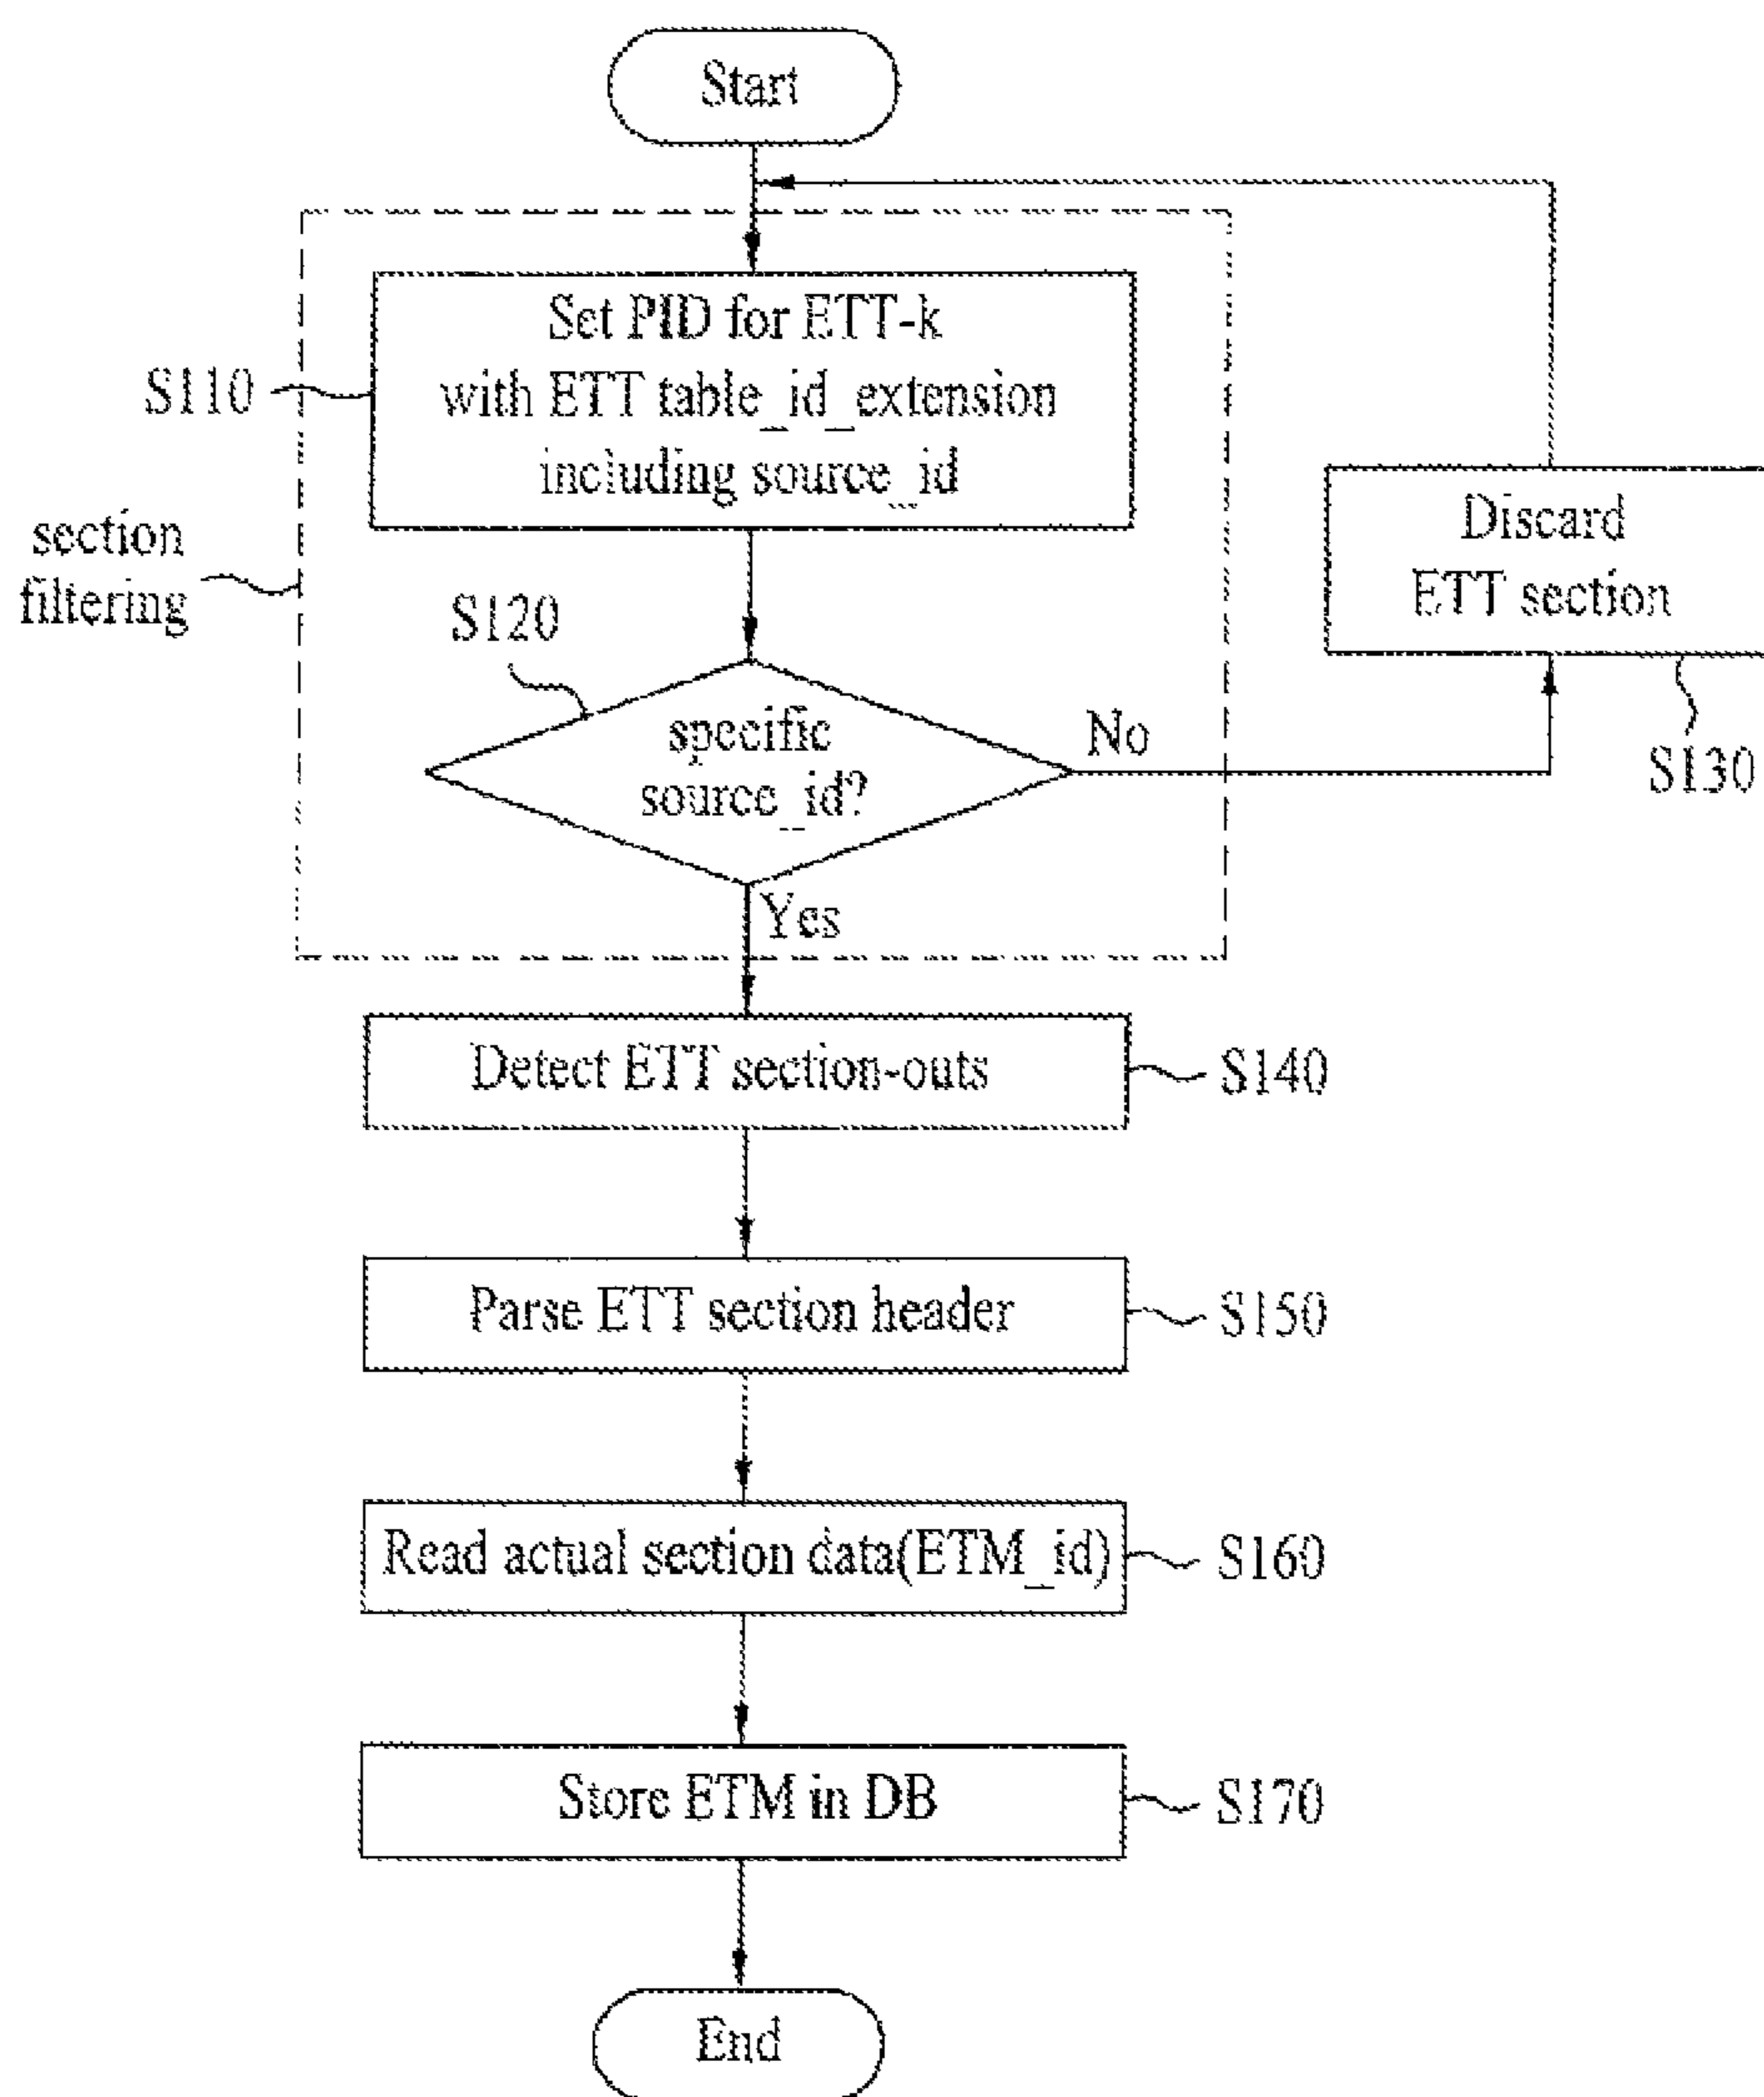 Start
Set PID for ETT-k
with ETT table_id_extension
including source_id
S110
section
filtering
Discard
ETT section
S130
S120
specific
source_id?
No
Yes
Detect ETT section-outs
S140
Parse ETT section header
S150
Read actual section data(ETM_id)
S160
Store ETM in DB
S170
End